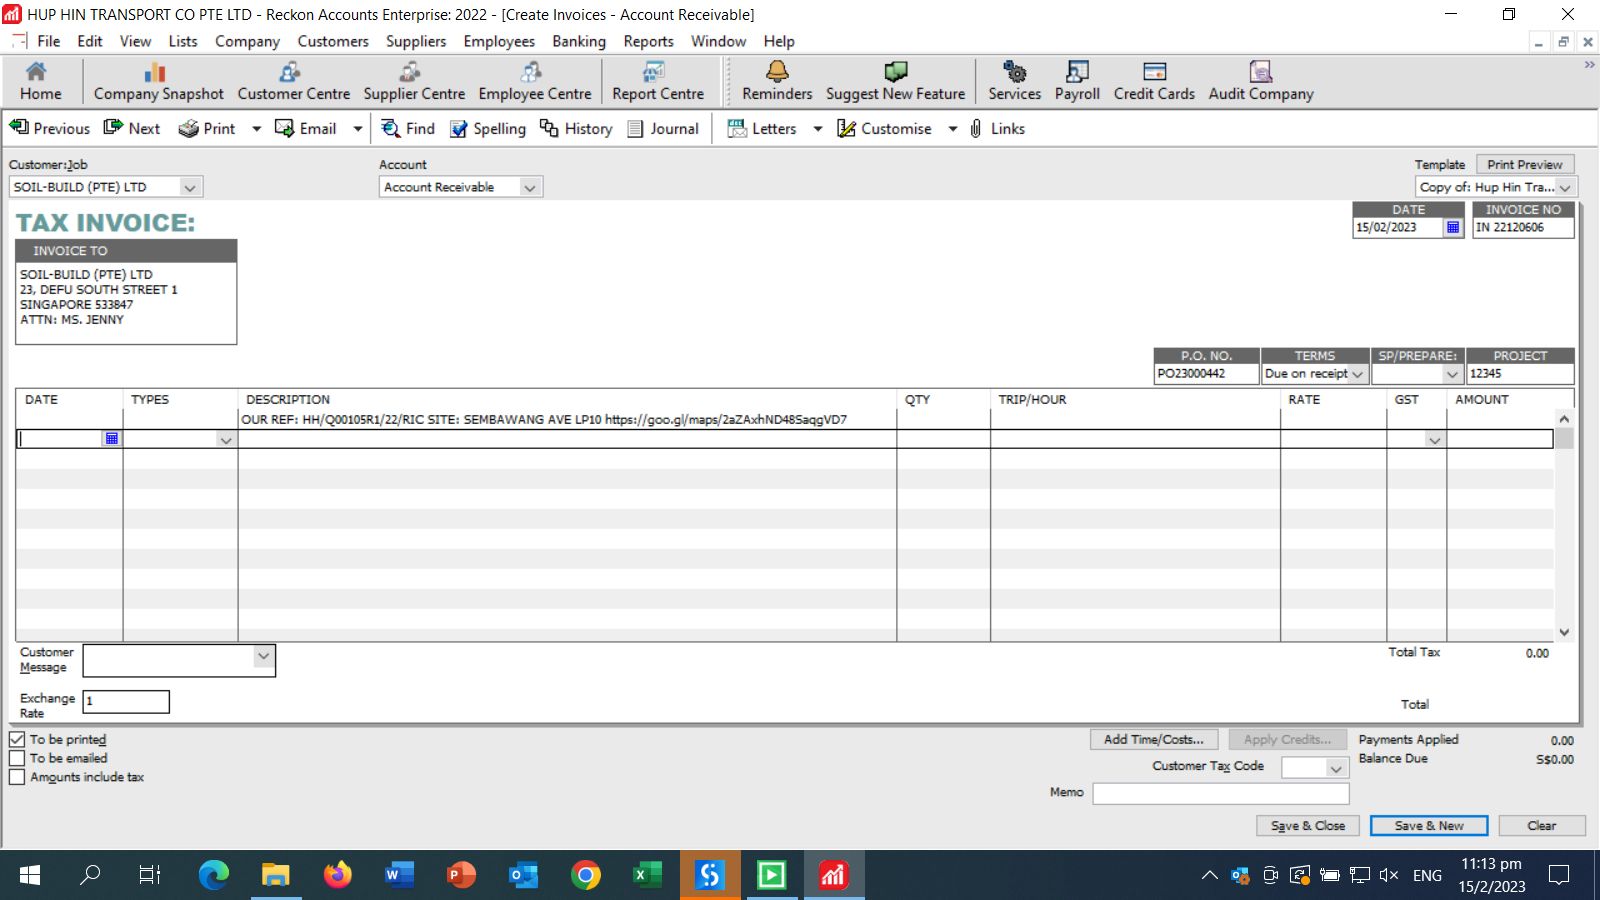 HUP HIN TRANSPORT CO PTE LTD - Reckon Accounts Enterprise: 2022 - [Create Invoices - Account Receivable]
File Edit View Lists Company Customers Suppliers Employees Banking Reports Window Help
Home Company Snapshot Customer Centre Supplier Centre Employee Centre Report Centre Reminders Suggest New Feature Services Payroll Credit Cards Audit Company
Previous Next Print Email Find Spelling History Journal Letters Customise Links
Customer:Job Account Template Print Preview
SOIL-BUILD (PTE) LTD Account Receivable Copy of: Hup Hin Tra...
TAX INVOICE: DATE INVOICE NO
15/02/2023 IN 22120606
INVOICE TO
SOIL-BUILD (PTE) LTD
23, DEFU SOUTH STREET 1
SINGAPORE 533847
ATTN: MS. JENNY
P.O. NO. TERMS SP/PREPARE: PROJECT
PO23000442 Due on receipt 12345
DATE TYPES DESCRIPTION QTY TRIP/HOUR RATE GST AMOUNT
OUR REF: HH/Q00105R1/22/RIC SITE: SEMBAWANG AVE LP10 https://goo.gl/maps/2aZAxhND48SaqgVD7
Customer Message Total Tax 0.00
Exchange Rate 1 Total
To be printed Add Time/Costs... Apply Credits... Payments Applied 0.00
To be emailed Customer Tax Code Balance Due S$0.00
Amounts include tax
Memo
Save & Close Save & New Clear
ENG 11:13 pm
15/2/2023